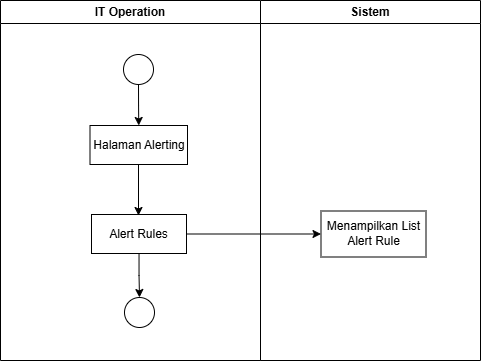 IT Operation
Sistem
Halaman Alerting
Alert Rules
Menampilkan List
Alert Rule